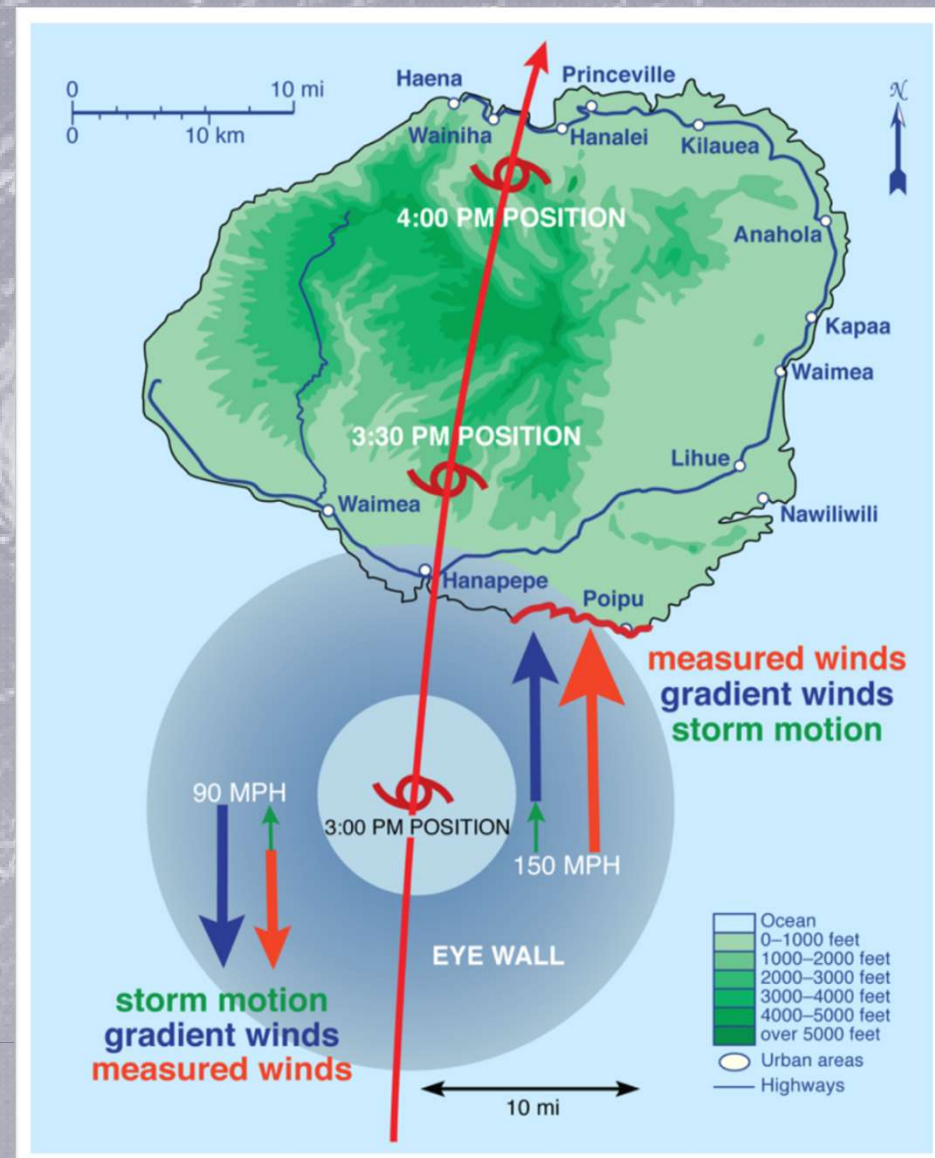 0 10 mi
0 10 km
N
Haena
Princeville
Wainiha
Hanalei
Kilauea
4:00 PM POSITION
Anahola
Kapaa
Waimea
3:30 PM POSITION
Lihue
Waimea
Nawiliwili
Hanapepe
Poipu
measured winds
gradient winds
storm motion
90 MPH
3:00 PM POSITION
150 MPH
EYE WALL
storm motion
gradient winds
measured winds
10 mi
Ocean
0–1000 feet
1000–2000 feet
2000–3000 feet
3000–4000 feet
4000–5000 feet
over 5000 feet
Urban areas
Highways